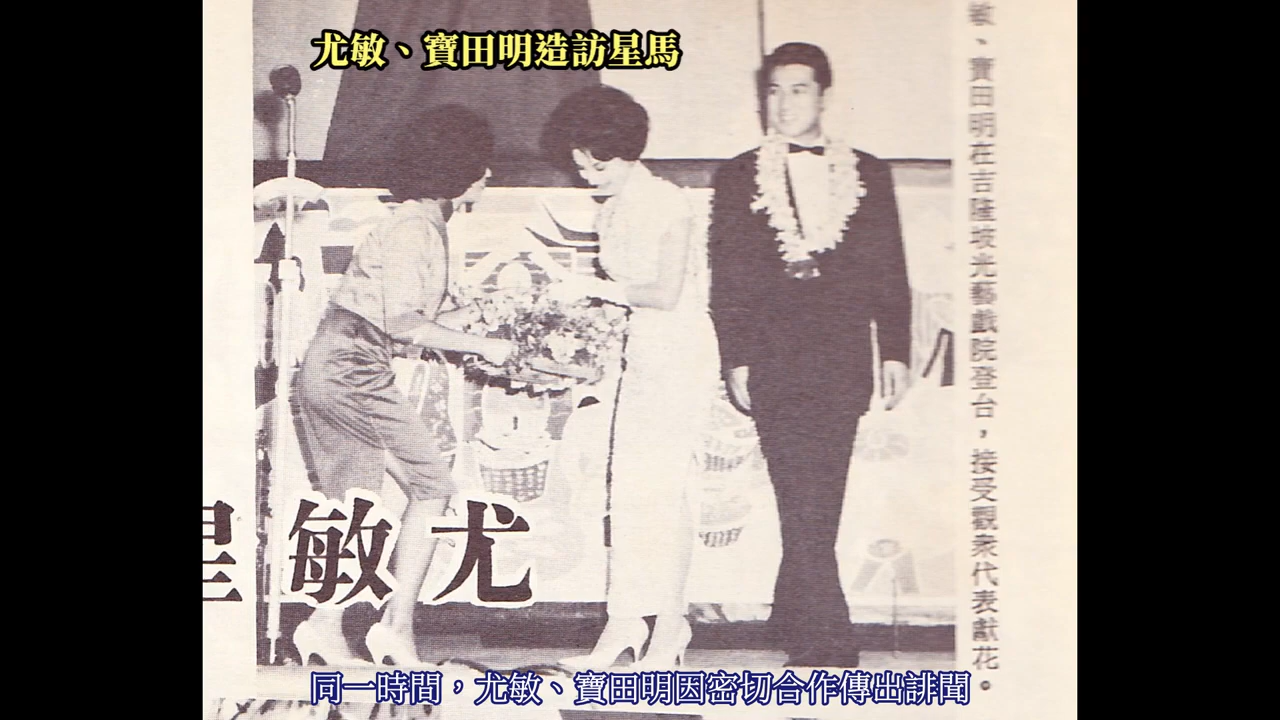 尤敏、寶田明造訪星馬
敏、寶田明在吉隆坡光藝戲院登台，接受觀衆代表献花。
尤敏星
同一時間，尤敏、寶田明因密切合作傳出誹聞